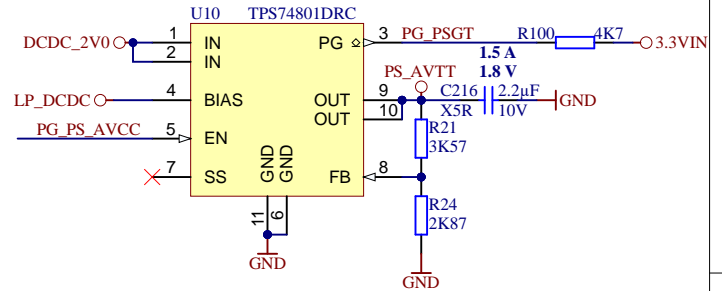 U10 TPS74801DRC
DCDC_2V0 1 IN PG 3 PG_PSGT R100 4K7 3.3VIN
2 IN
1.5 A
1.8 V
PS_AVTT
LP_DCDC 4 BIAS OUT 9 C216 2.2µF GND
OUT 10 X5R 10V
PG_PS_AVCC 5 EN
R21
3K57
7 SS GND GND FB 8
11 6
R24
2K87
GND
GND